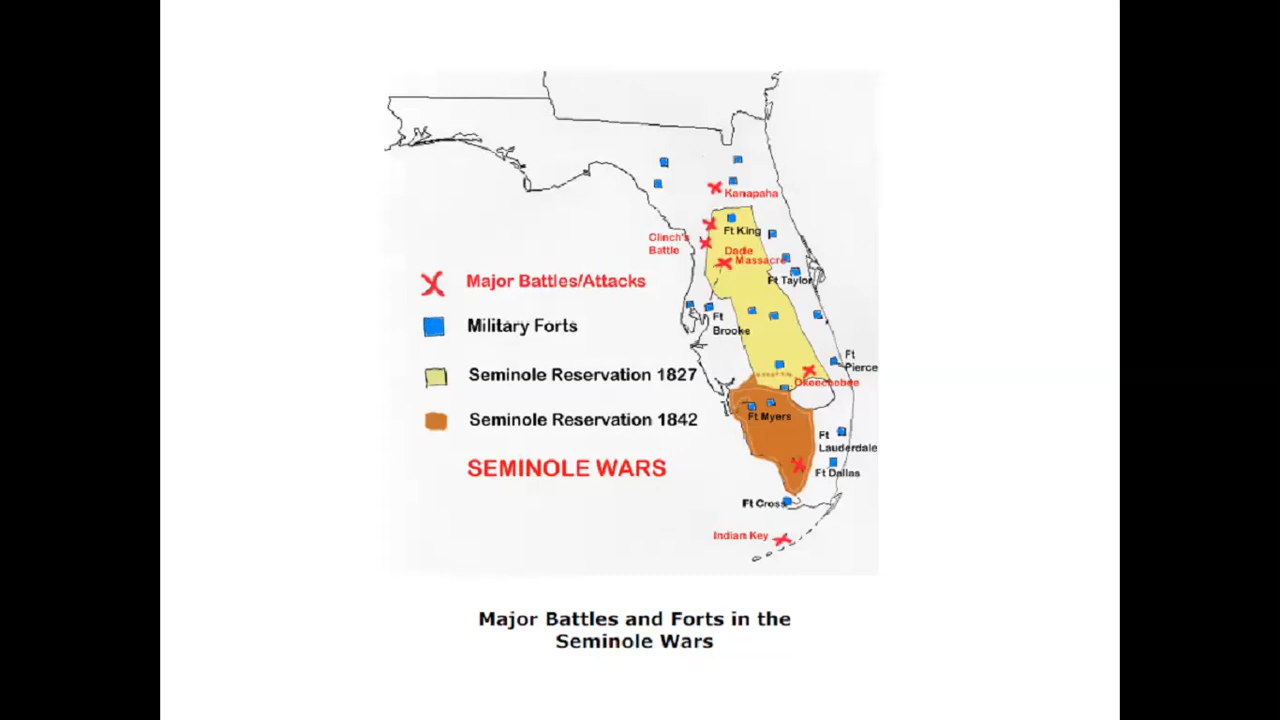 Kanapaha
Ft King
Clinch's
Battle
Dade
Massacre
Ft Taylor
Major Battles/Attacks
Military Forts
Ft
Brooke
Ft
Pierce
Seminole Reservation 1827
Okeechobee
Ft Myers
Seminole Reservation 1842
Ft
Lauderdale
SEMINOLE WARS
Ft Dallas
Ft Cross
Indian Key
Major Battles and Forts in the
Seminole Wars